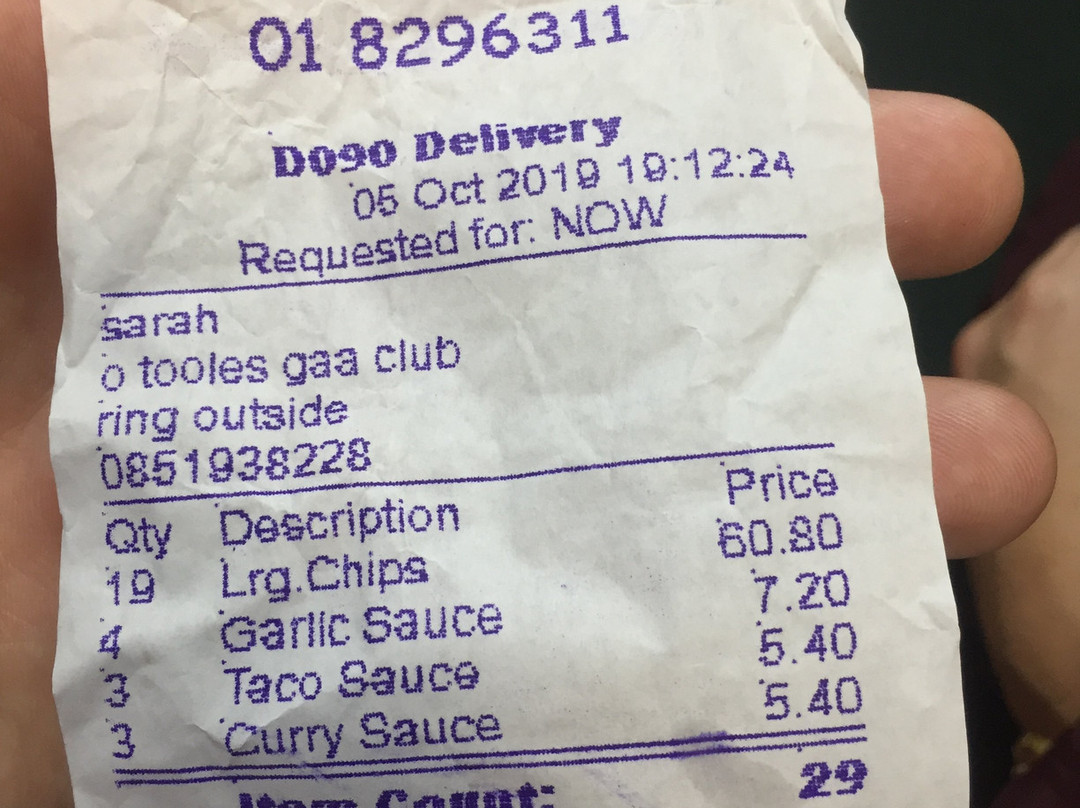 01 8296311
D090 Delivery
05 Oct 2019 19:12:24
Requested for: NOW
sarah
o tooles gaa club
ring outside
0851938228
Qty Description Price
19 Lrg.Chips 60.80
4 Garlic Sauce 7.20
3 Taco Sauce 5.40
3 Curry Sauce 5.40
Item Count: 29